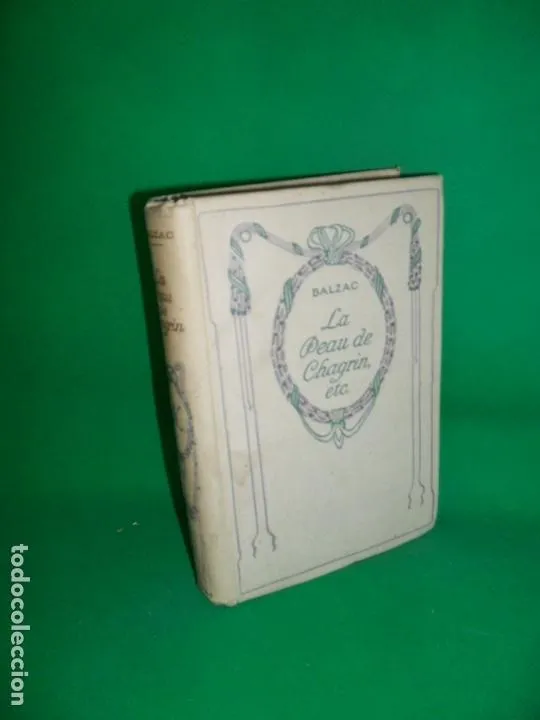 BALZAC
La
Peau de
Chagrin,
etc.
todocoleccion